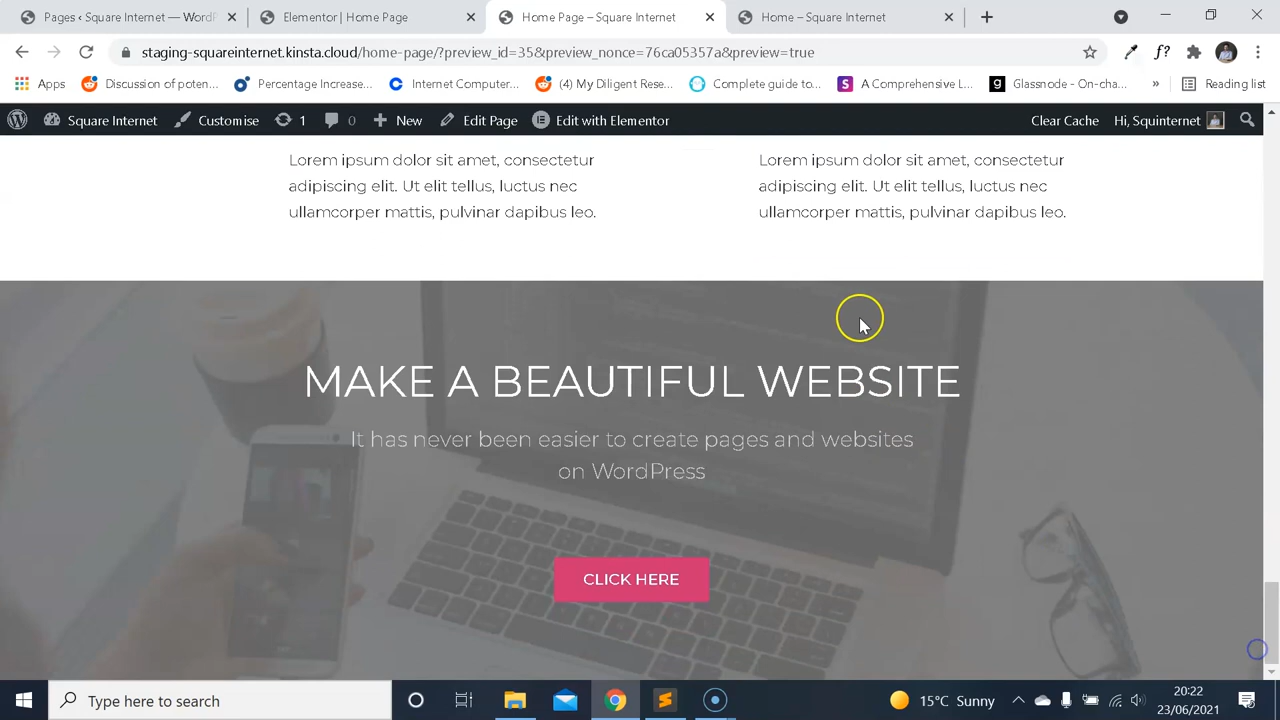 Pages ‹ Square Internet — WordP
Elementor | Home Page
Home Page – Square Internet
Home – Square Internet
staging-squareinternet.kinsta.cloud/home-page/?preview_id=35&preview_nonce=76ca05357a&preview=true
f?
Apps
Discussion of poten...
Percentage Increase...
Internet Computer...
(4) My Diligent Rese...
Complete guide to...
A Comprehensive L...
Glassnode - On-cha...
»
Reading list
Square Internet
Customise
1
0
New
Edit Page
Edit with Elementor
Clear Cache
Hi, Squinternet
Lorem ipsum dolor sit amet, consectetur
adipiscing elit. Ut elit tellus, luctus nec
ullamcorper mattis, pulvinar dapibus leo.
Lorem ipsum dolor sit amet, consectetur
adipiscing elit. Ut elit tellus, luctus nec
ullamcorper mattis, pulvinar dapibus leo.
MAKE A BEAUTIFUL WEBSITE
It has never been easier to create pages and websites
on WordPress
CLICK HERE
Type here to search
15°C Sunny
20:22
23/06/2021